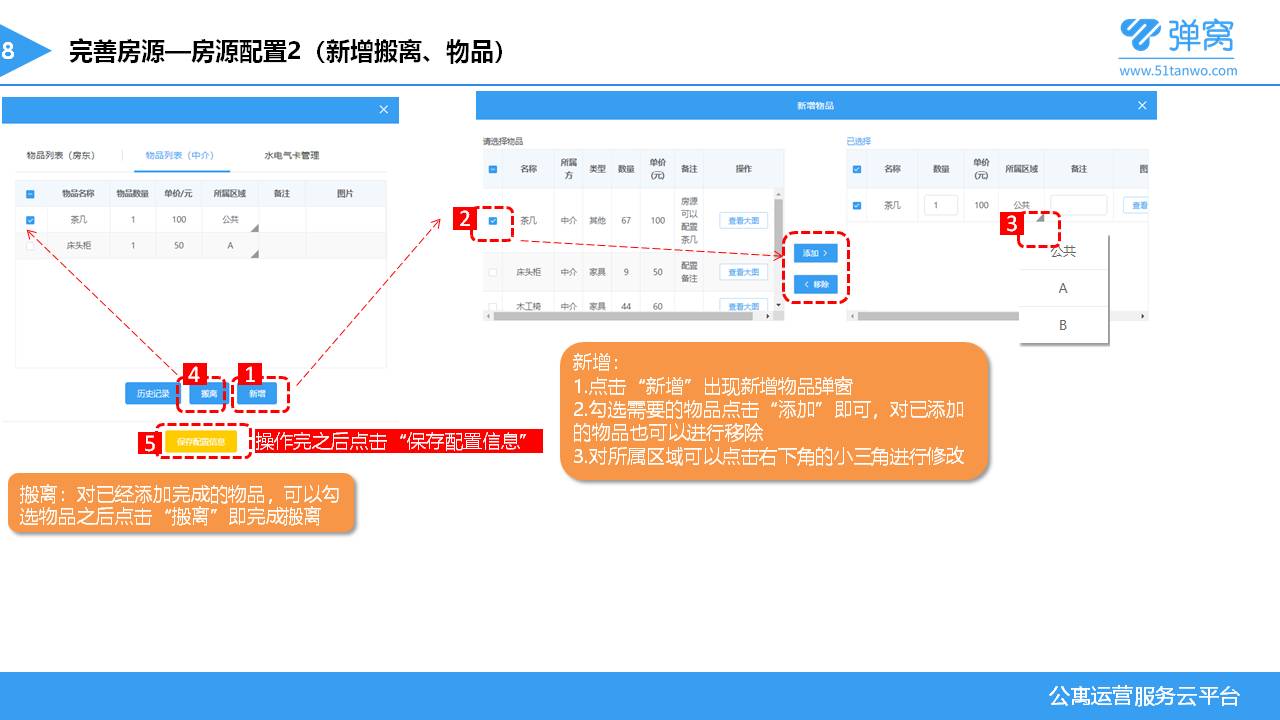 8
完善房源—房源配置2（新增搬离、物品）
弹窝
www.51tanwo.com
物品列表（房东）
物品列表（中介）
水电气卡管理
物品名称 物品数量 单价/元 所属区域 备注 图片
茶几 1 100 公共
床头柜 1 50 A
4
1
历史记录
搬离
新增
5
保存配置信息
操作完之后点击“保存配置信息”
搬离：对已经添加完成的物品，可以勾
选物品之后点击“搬离”即完成搬离
新增物品
请选择物品
名称 所属方 类型 数量 单价(元) 备注 操作
2
茶几 中介 其他 67 100 房源可以配置茶几 查看大图
床头柜 中介 家具 9 50 配置备注 查看大图
木工椅 中介 家具 44 60 查看大图
添加 >
< 移除
已选择
名称 数量 单价(元) 所属区域 备注 图
茶几 1 100 公共 查看
3
公共
A
B
新增：
1.点击“新增”出现新增物品弹窗
2.勾选需要的物品点击“添加”即可，对已添加
的物品也可以进行移除
3.对所属区域可以点击右下角的小三角进行修改
公寓运营服务云平台